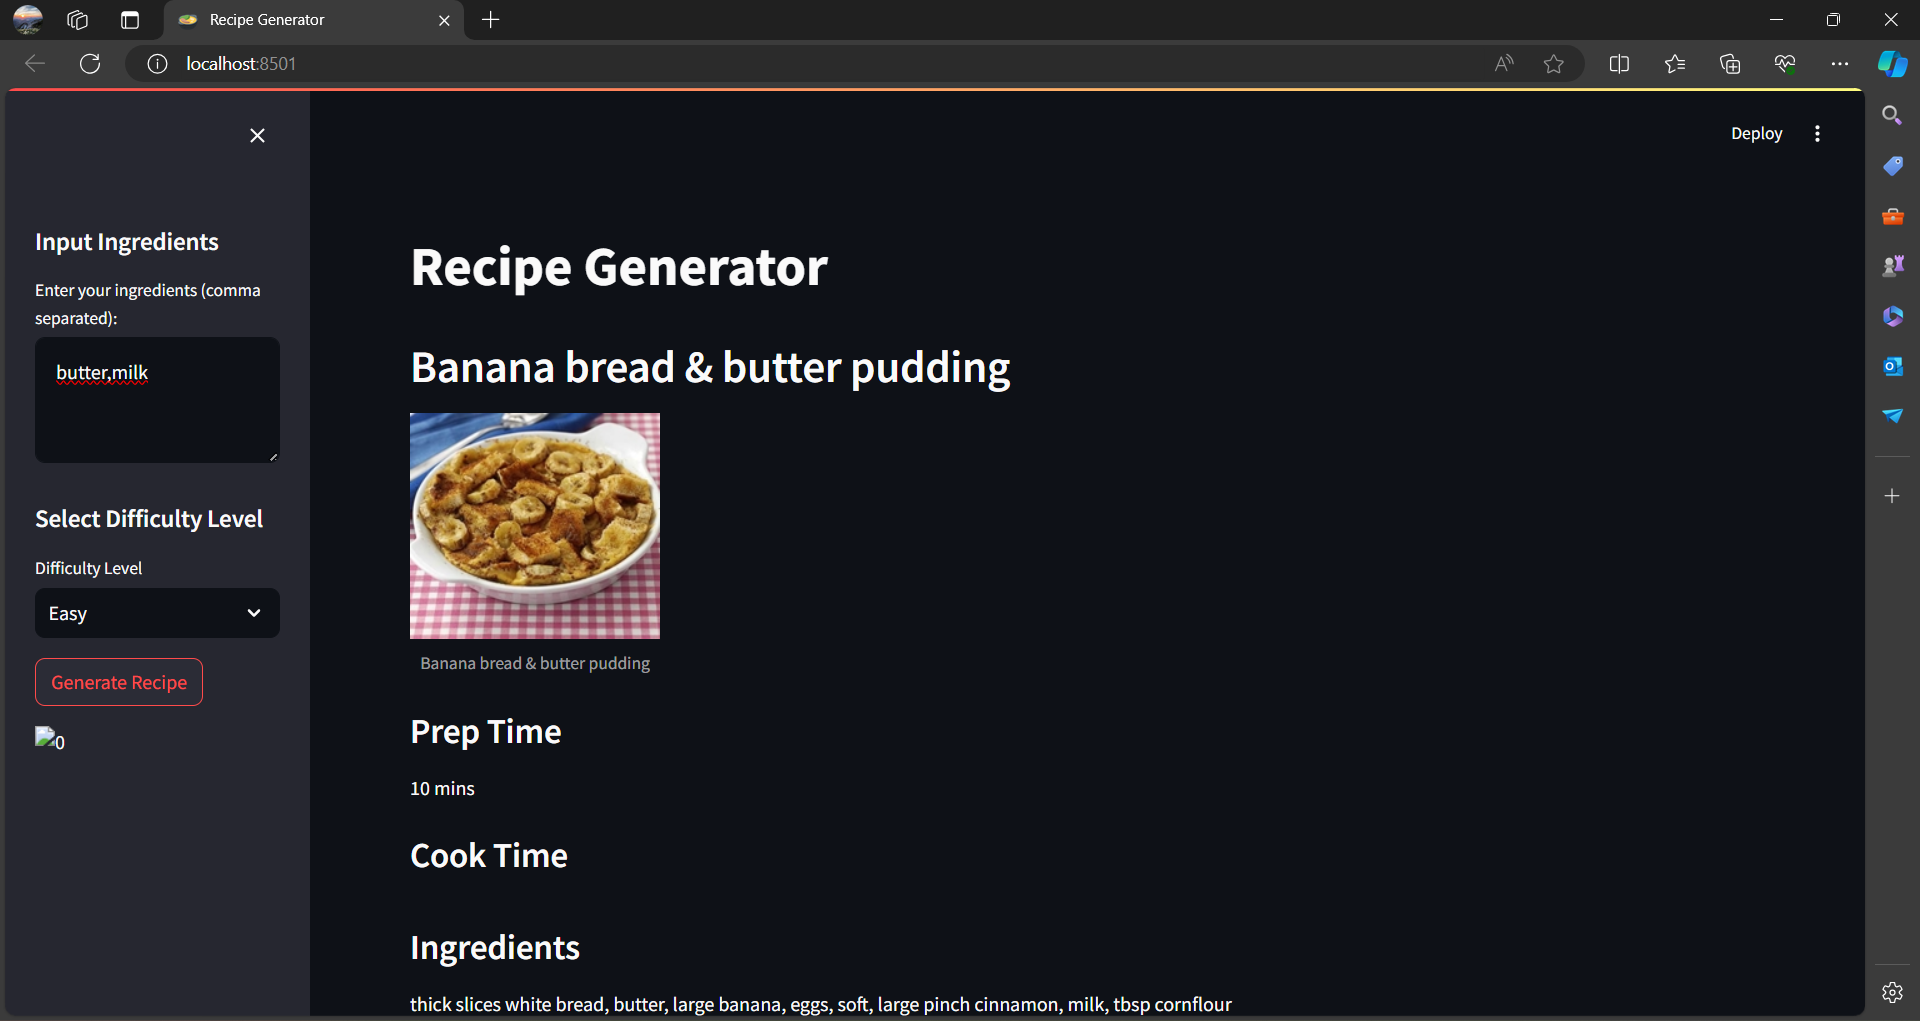 Recipe Generator
localhost:8501
Deploy
Input Ingredients
Enter your ingredients (comma
separated):
butter,milk
Select Difficulty Level
Difficulty Level
Easy
Generate Recipe
0
Recipe Generator
Banana bread & butter pudding
Banana bread & butter pudding
Prep Time
10 mins
Cook Time
Ingredients
thick slices white bread, butter, large banana, eggs, soft, large pinch cinnamon, milk, tbsp cornflour